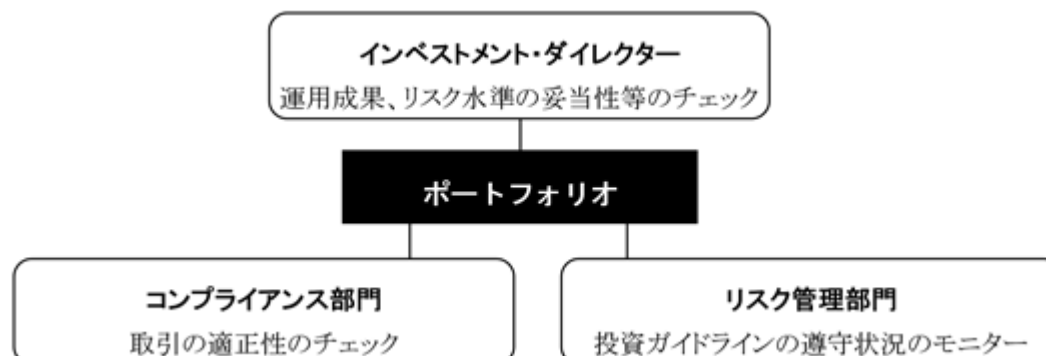 インベストメント・ダイレクター
運用成果、リスク水準の妥当性等のチェック
ポートフォリオ
コンプライアンス部門
取引の適正性のチェック
リスク管理部門
投資ガイドラインの遵守状況のモニター